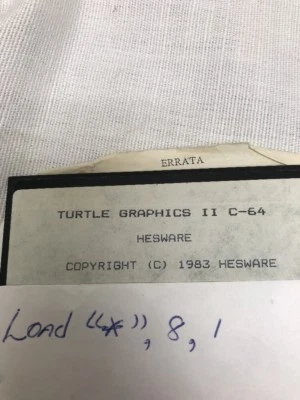 ERRATA
TURTLE GRAPHICS II C-64
HESWARE
COPYRIGHT (C) 1983 HESWARE
Load "*", 8, 1